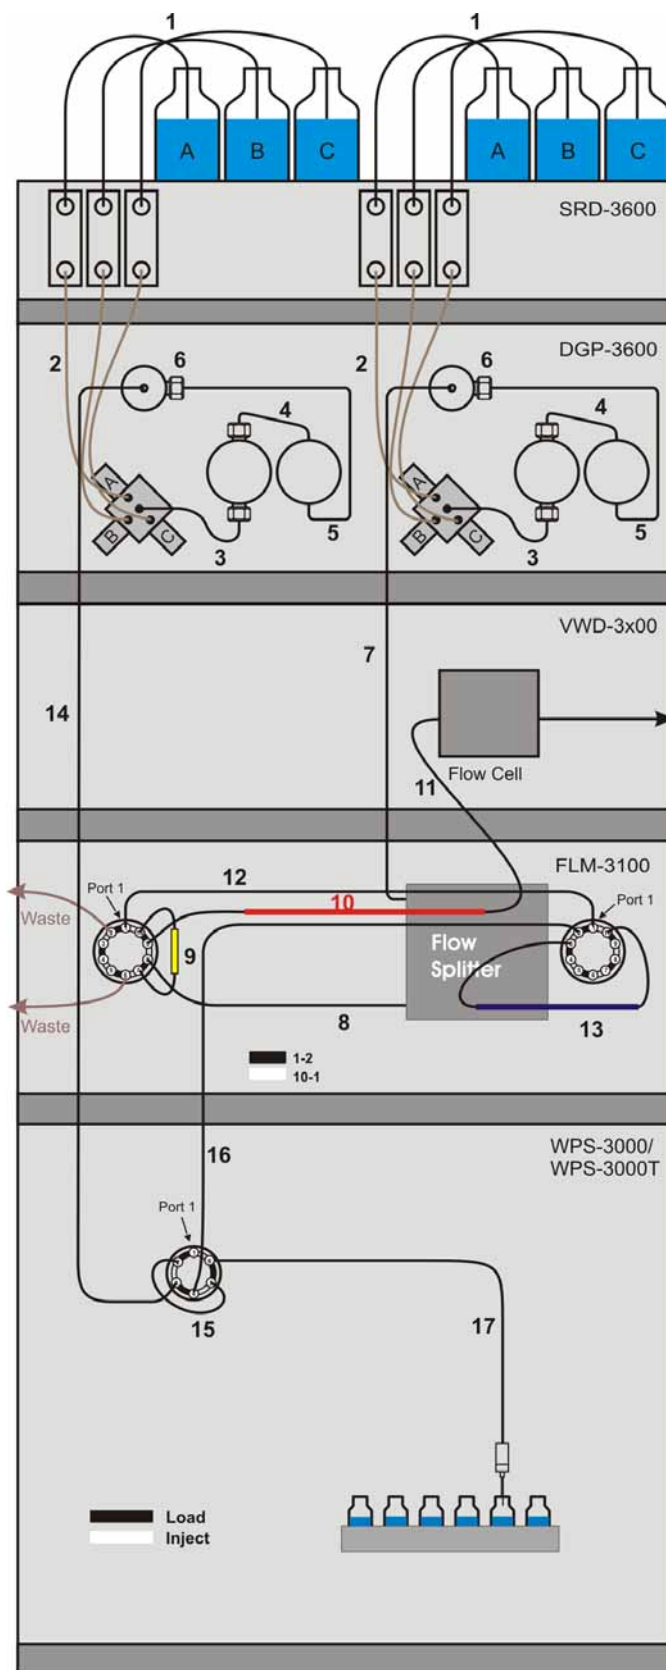 1
1
A
B
C
A
B
C
SRD-3600
DGP-3600
2
6
4
A
B
C
3
5
2
6
4
A
B
C
3
5
VWD-3x00
7
14
Flow Cell
11
FLM-3100
12
Port 1
Port 1
Waste
10
Flow
Splitter
9
Waste
8
13
1-2
10-1
WPS-3000/
WPS-3000T
16
Port 1
15
17
Load
Inject